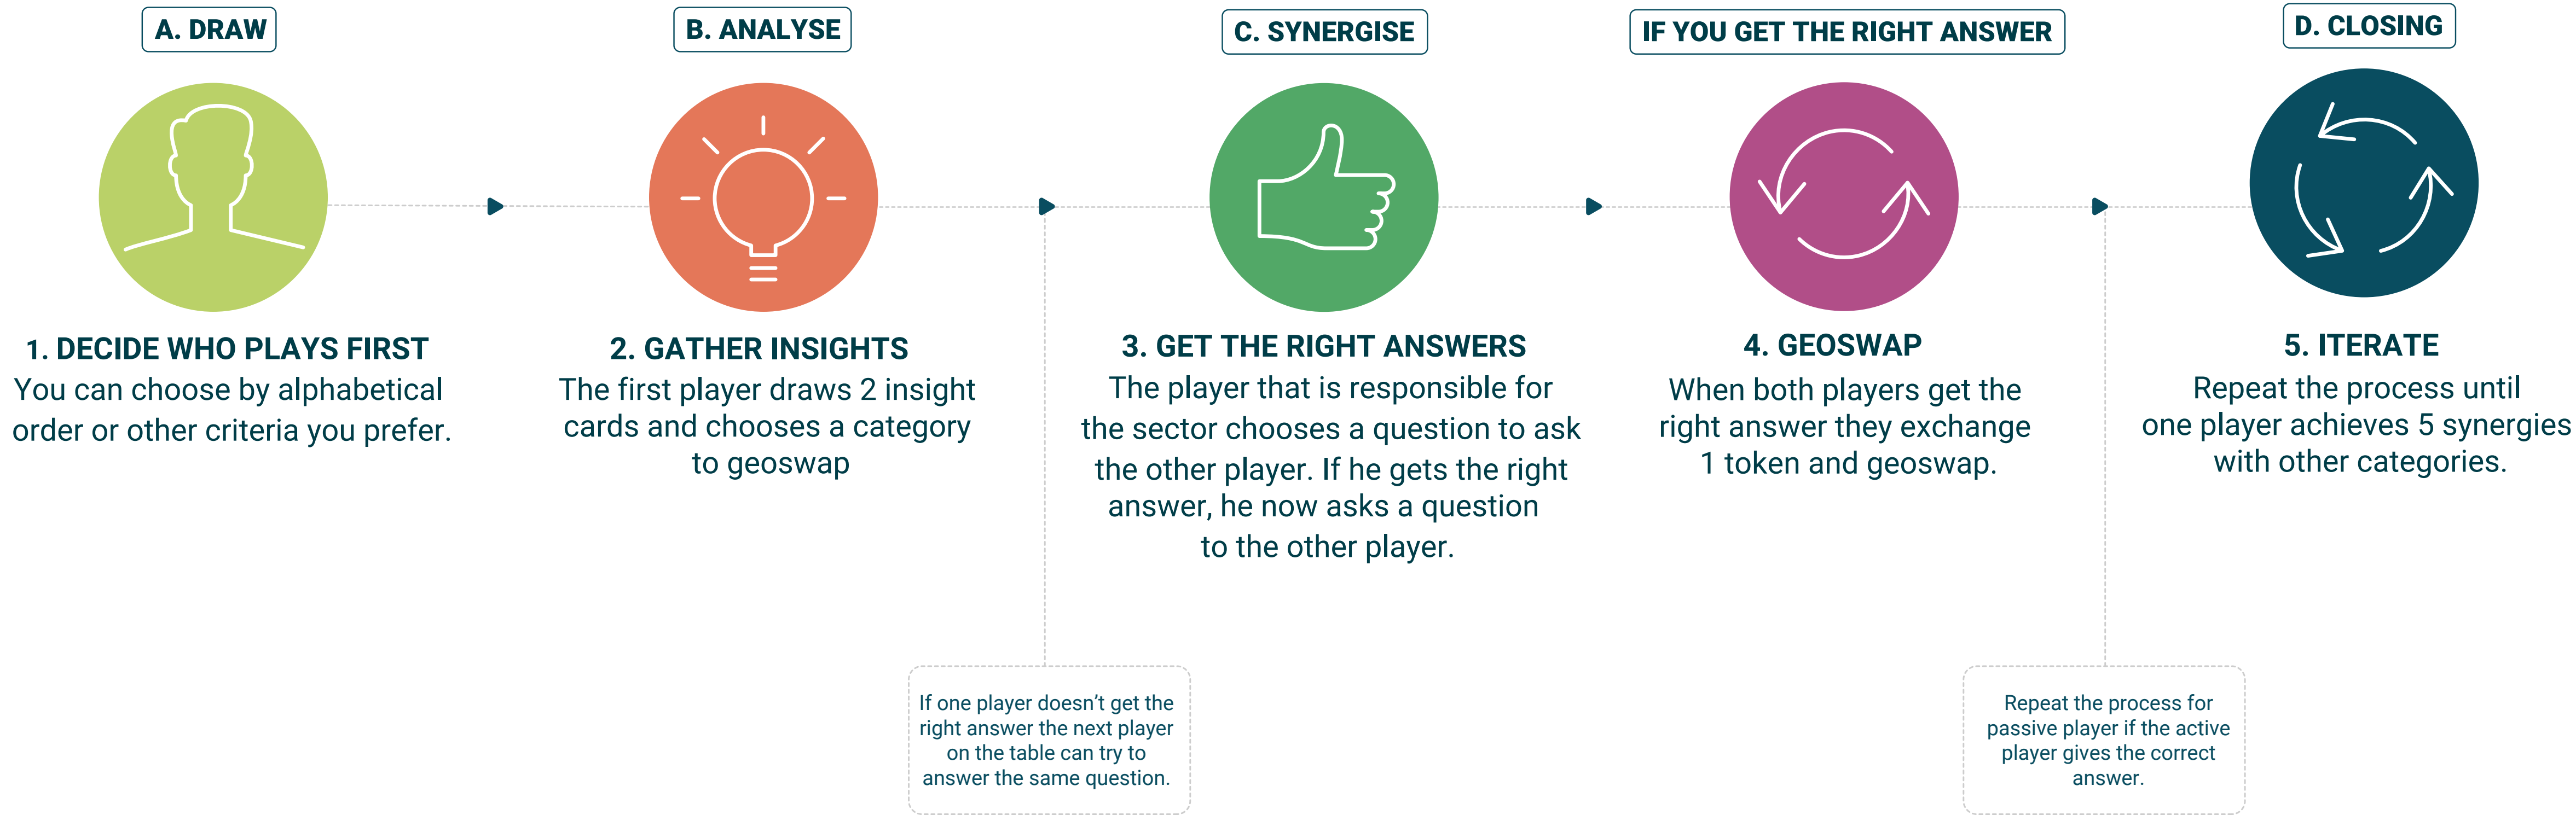 A. DRAW
1. DECIDE WHO PLAYS FIRST
You can choose by alphabetical
order or other criteria you prefer.
B. ANALYSE
2. GATHER INSIGHTS
The first player draws 2 insight
cards and chooses a category
to geoswap
If one player doesn’t get the
right answer the next player
on the table can try to
answer the same question.
C. SYNERGISE
3. GET THE RIGHT ANSWERS
The player that is responsible for
the sector chooses a question to ask
the other player. If he gets the right
answer, he now asks a question
to the other player.
IF YOU GET THE RIGHT ANSWER
4. GEOSWAP
When both players get the
right answer they exchange
1 token and geoswap.
Repeat the process for
passive player if the active
player gives the correct
answer.
D. CLOSING
5. ITERATE
Repeat the process until
one player achieves 5 synergies
with other categories.